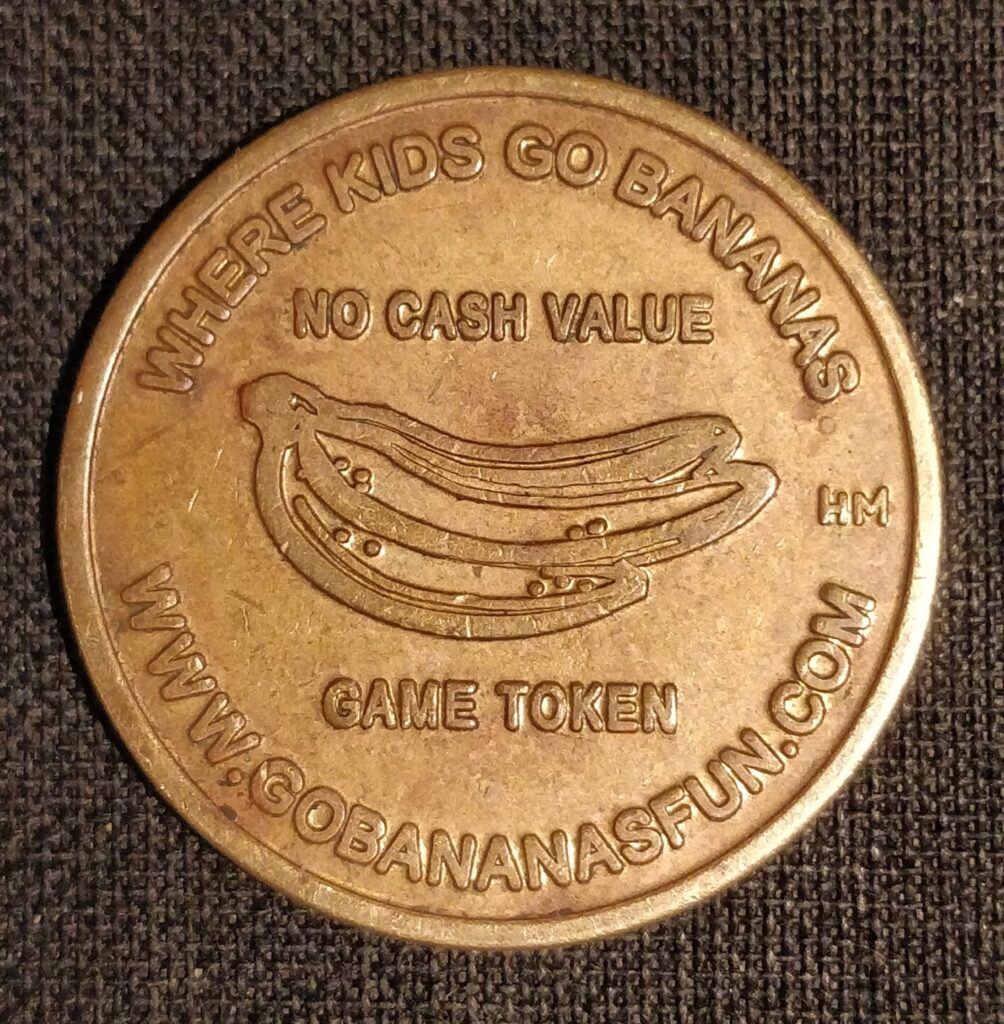 WHERE KIDS GO BANANAS.
NO CASH VALUE
HM
GAME TOKEN
WWW.GOBANANASFUN.COM